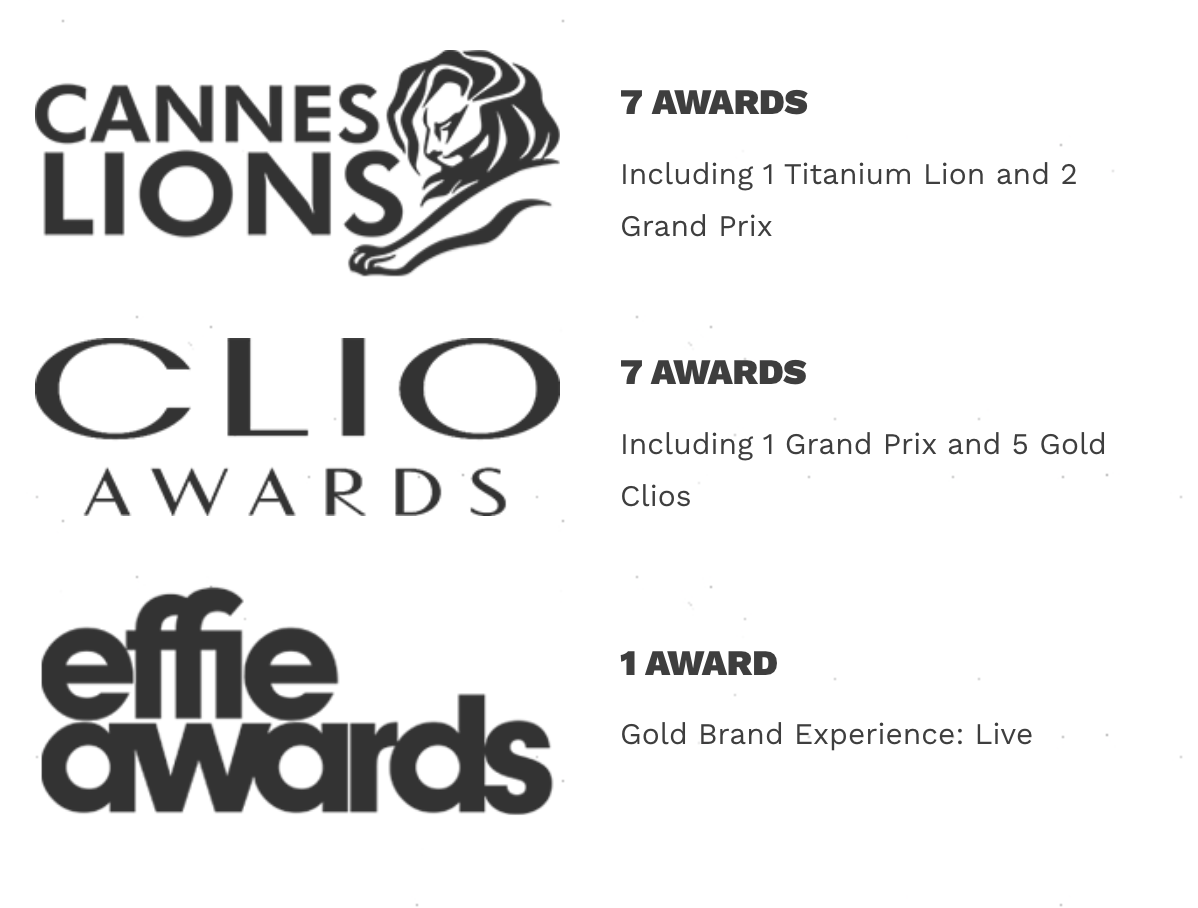 CANNES
LIONS
7 AWARDS
Including 1 Titanium Lion and 2
Grand Prix
CLIO
AWARDS
7 AWARDS
Including 1 Grand Prix and 5 Gold
Clios
effie
awards
1 AWARD
Gold Brand Experience: Live